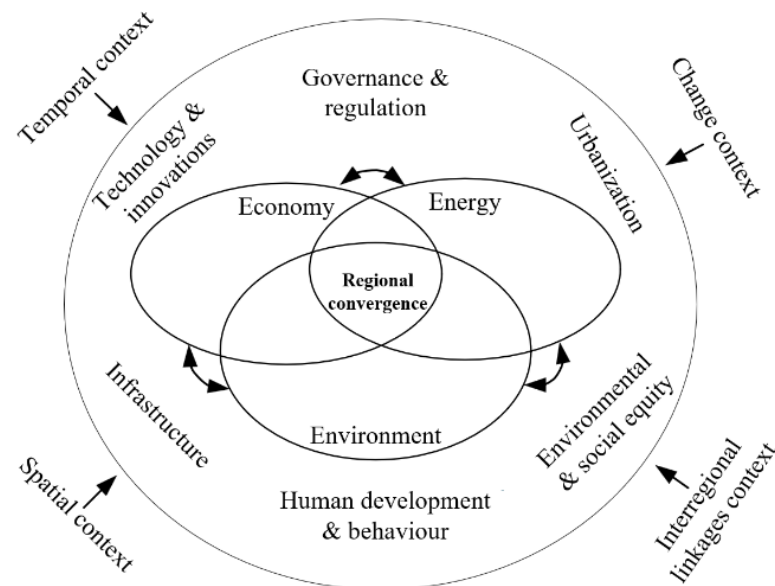 Temporal context
Governance &
regulation
Change context
Technology &
innovations
Urbanization
Economy
Energy
Regional
convergence
Infrastructure
Environment
Environmental
& social equity
Spatial context
Human development
& behaviour
Interregional
linkages context